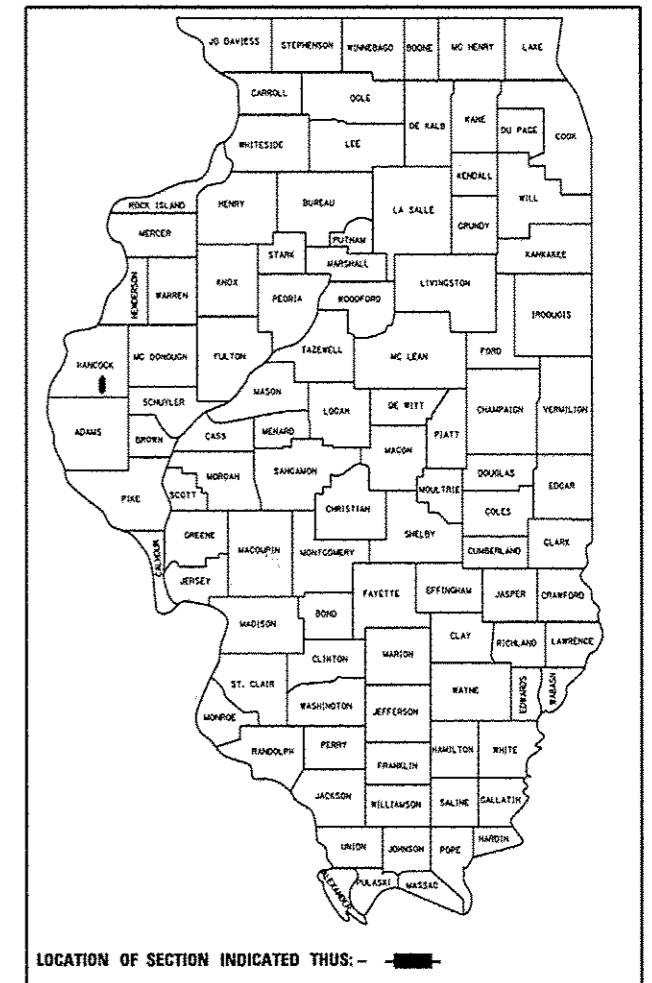 JO DAVIESS STEPHENSON WINNEBAGO BOONE MC HENRY LAKE
CARROLL OGLE
DE KALB KANE DU PAGE COOK
WHITESIDE LEE
KENDALL WILL
ROCK ISLAND HENRY BUREAU LA SALLE GRUNDY
MERCER PUTNAM
STARK MARSHALL KANKAKEE
HENDERSON WARREN KNOX PEORIA WOODFORD LIVINGSTON IROQUOIS
HANCOCK MC DONOUGH FULTON TAZEWELL MC LEAN FORD
MASON
SCHUYLER LOGAN DE WITT CHAMPAIGN VERMILION
ADAMS BROWN CASS MENARD PIATT
MACON
MORGAN SANGAMON DOUGLAS
PIKE SCOTT MOULTRIE EDGAR
CHRISTIAN COLES
GREENE SHELBY
CALHOUN MACOUPIN MONTGOMERY CUMBERLAND CLARK
JERSEY
FAYETTE EFFINGHAM JASPER CRAWFORD
MADISON BOND
CLAY RICHLAND LAWRENCE
CLINTON MARION
ST. CLAIR WAYNE EDWARDS WABASH
WASHINGTON JEFFERSON
MONROE
RANDOLPH PERRY HAMILTON WHITE
FRANKLIN
JACKSON WILLIAMSON SALINE GALLATIN
HARDIN
UNION JOHNSON POPE
ALEXANDER PULASKI MASSAC
LOCATION OF SECTION INDICATED THUS: -